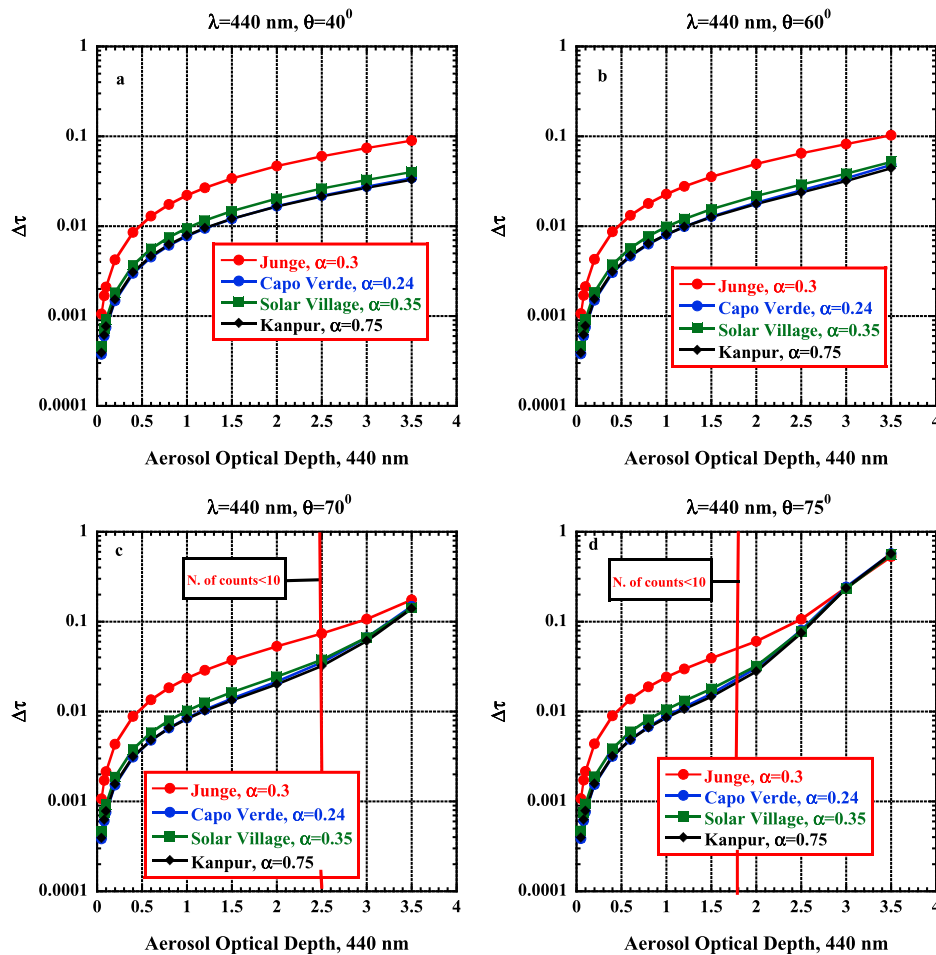 λ=440 nm, θ=40⁰
a
1
0.1
0.01
0.001
0.0001
Δτ
Junge, α=0.3
Capo Verde, α=0.24
Solar Village, α=0.35
Kanpur, α=0.75
0 0.5 1 1.5 2 2.5 3 3.5 4
Aerosol Optical Depth, 440 nm
λ=440 nm, θ=60⁰
b
1
0.1
0.01
0.001
0.0001
Δτ
Junge, α=0.3
Capo Verde, α=0.24
Solar Village, α=0.35
Kanpur, α=0.75
0 0.5 1 1.5 2 2.5 3 3.5 4
Aerosol Optical Depth, 440 nm
λ=440 nm, θ=70⁰
c
N. of counts<10
1
0.1
0.01
0.001
0.0001
Δτ
Junge, α=0.3
Capo Verde, α=0.24
Solar Village, α=0.35
Kanpur, α=0.75
0 0.5 1 1.5 2 2.5 3 3.5 4
Aerosol Optical Depth, 440 nm
λ=440 nm, θ=75⁰
d
N. of counts<10
1
0.1
0.01
0.001
0.0001
Δτ
Junge, α=0.3
Capo Verde, α=0.24
Solar Village, α=0.35
Kanpur, α=0.75
0 0.5 1 1.5 2 2.5 3 3.5 4
Aerosol Optical Depth, 440 nm